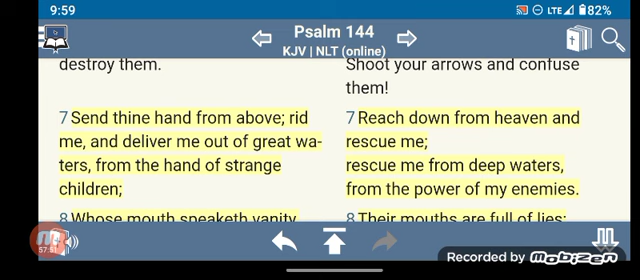 9:59
LTE
82%
Psalm 144
KJV | NLT (online)
destroy them.
7 Send thine hand from above; rid
me, and deliver me out of great wa-
ters, from the hand of strange
children;
8 Whose mouth speaketh vanity,
Shoot your arrows and confuse
them!
7 Reach down from heaven and
rescue me;
rescue me from deep waters,
from the power of my enemies.
8 Their mouths are full of lies;
Recorded by
MOBIZEN